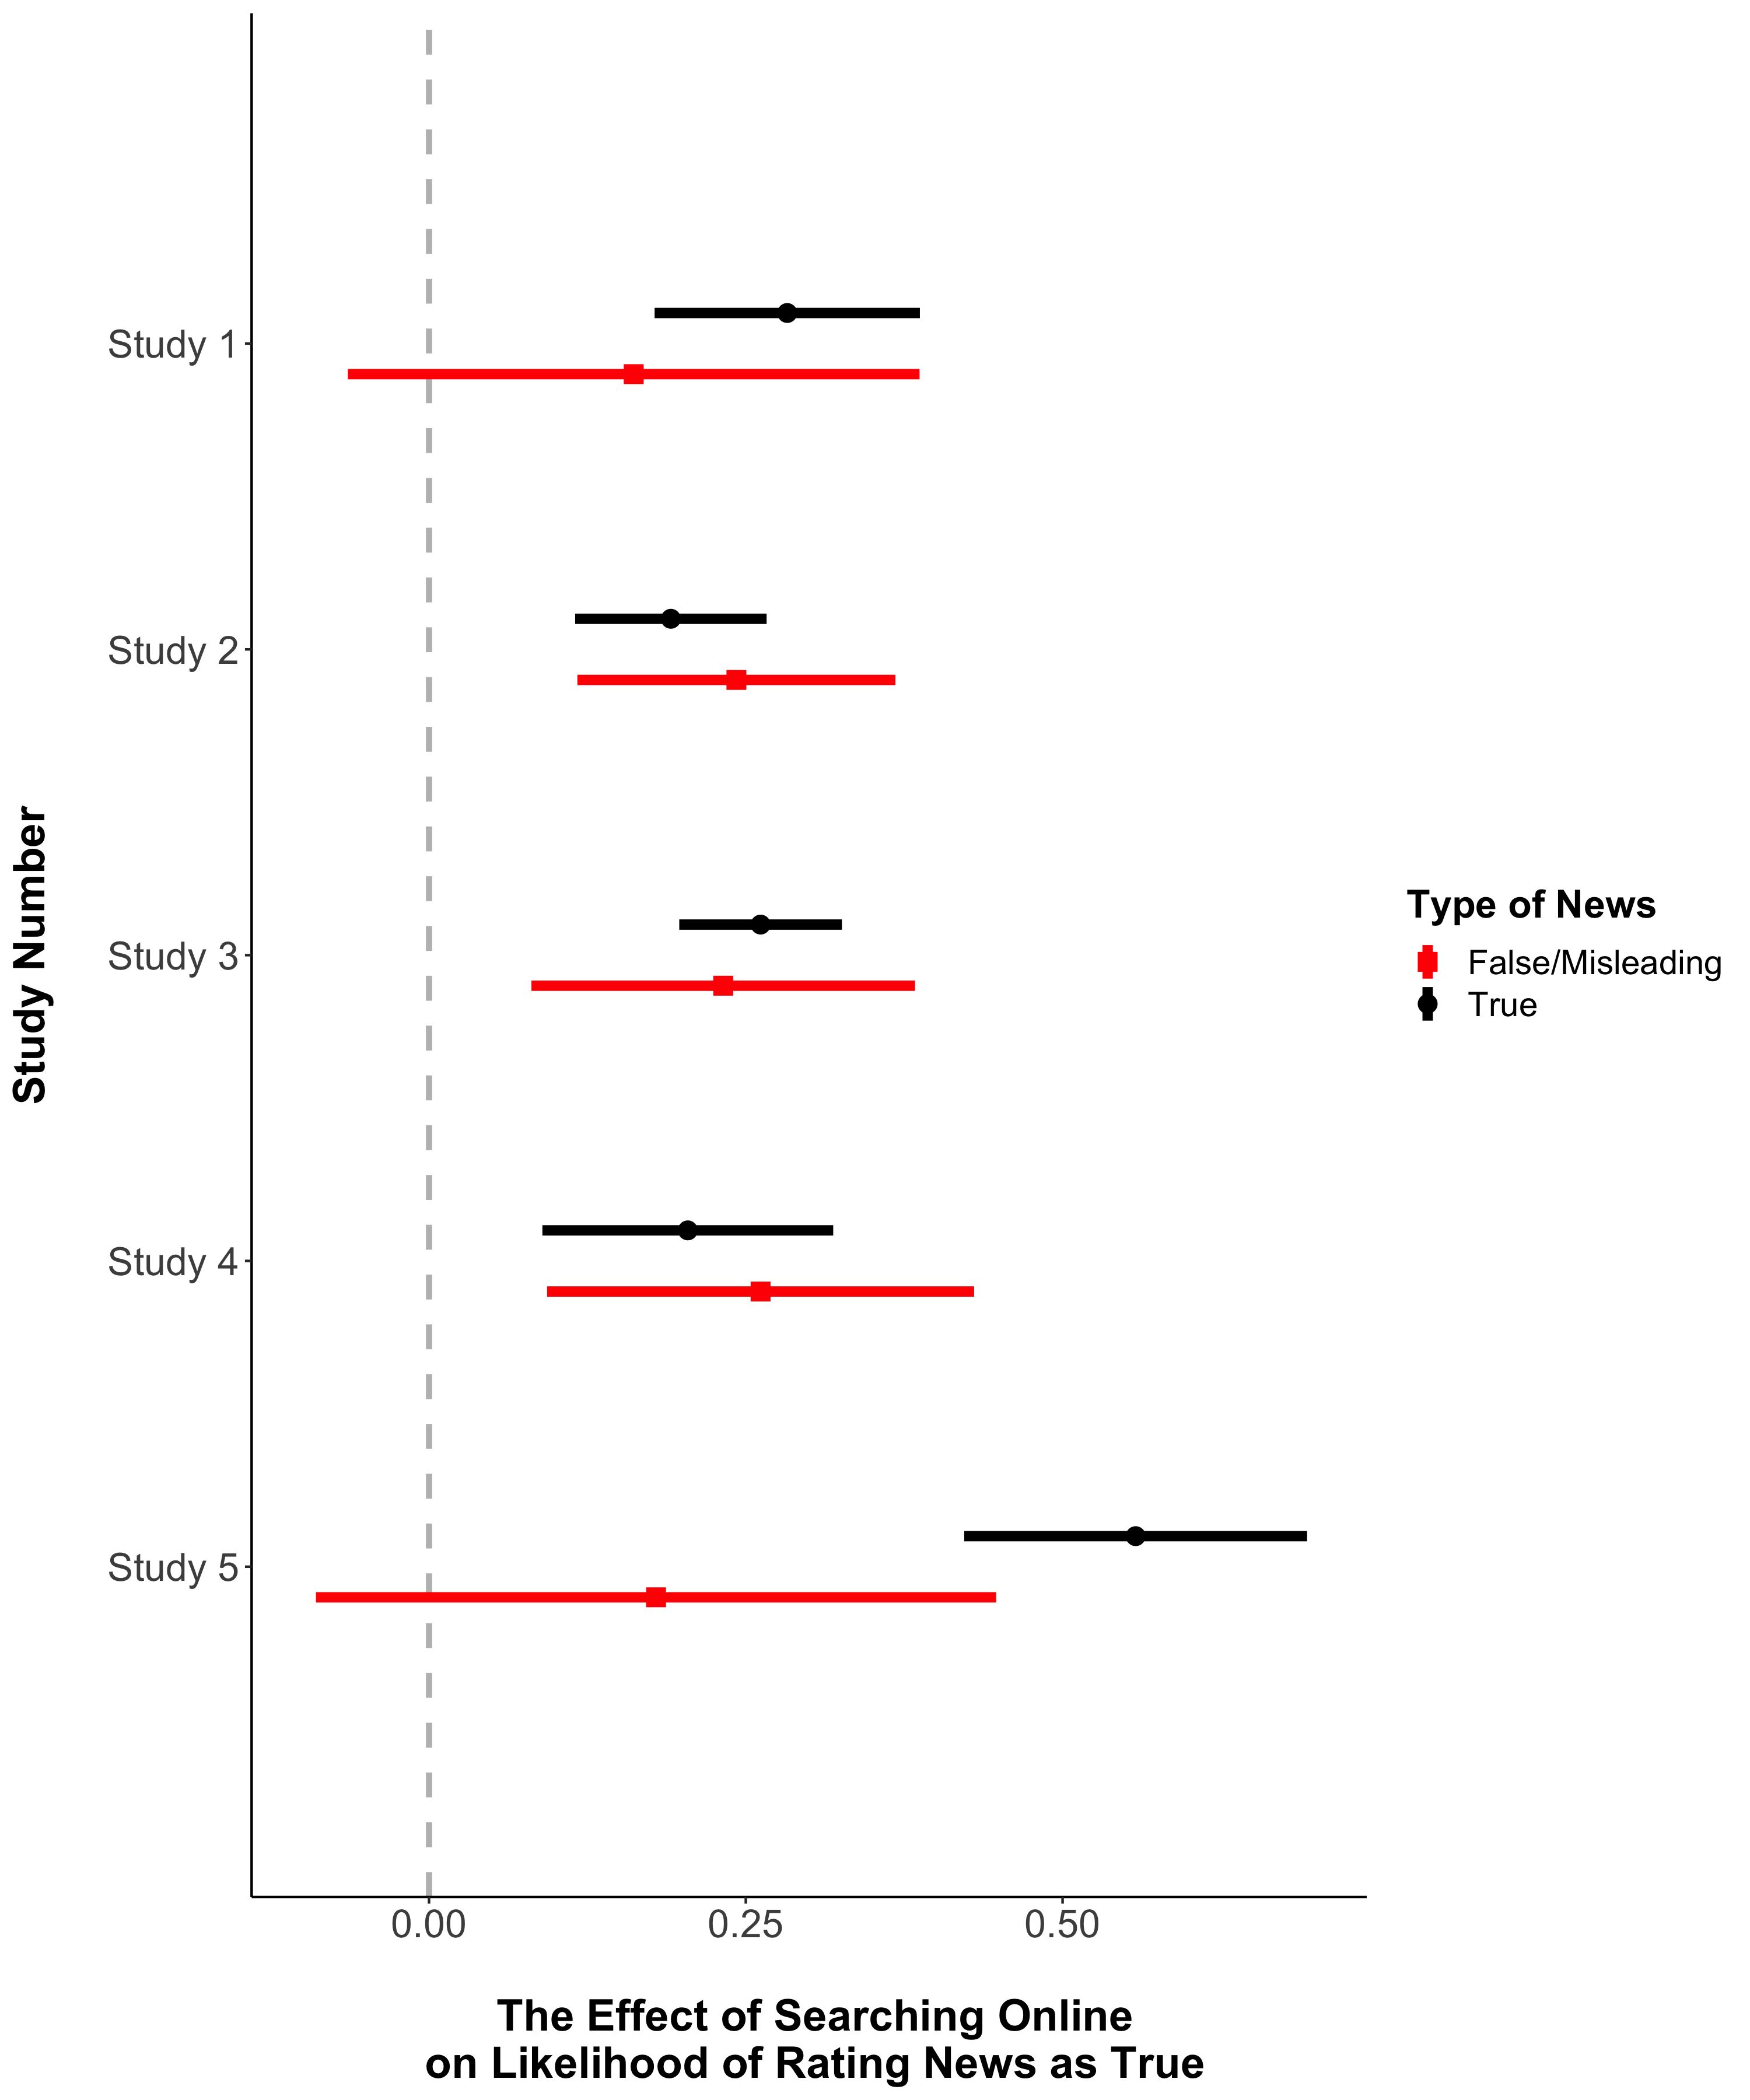 Study Number
Study 1
Study 2
Study 3
Study 4
Study 5
0.00
0.25
0.50
The Effect of Searching Online
on Likelihood of Rating News as True
Type of News
False/Misleading
True